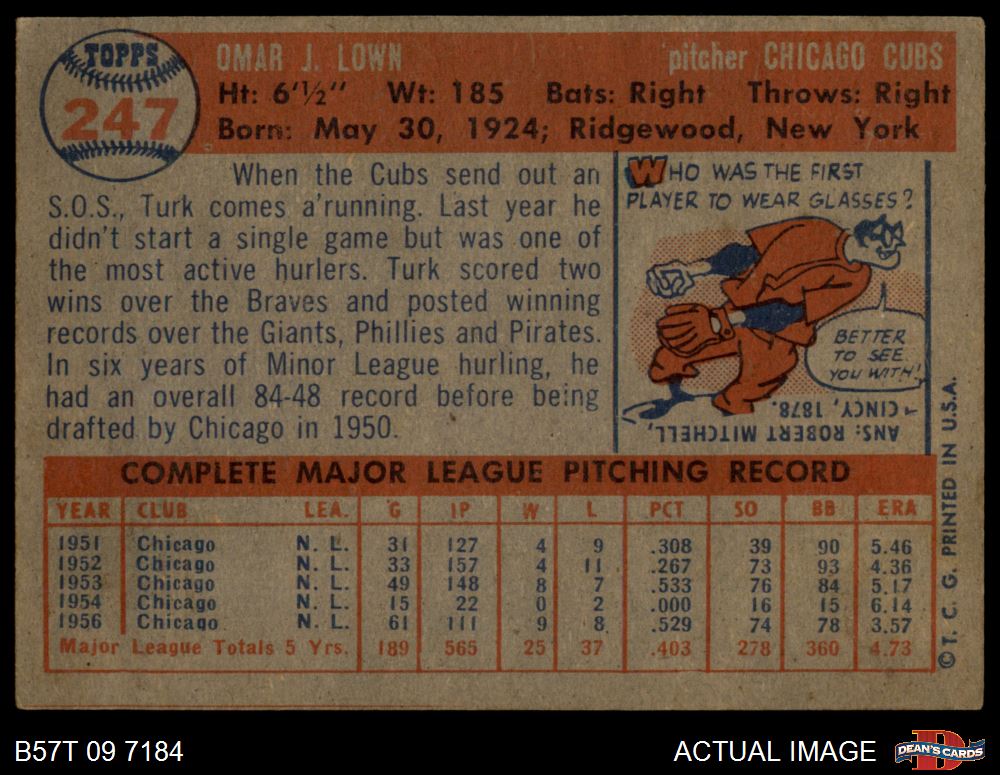 TOPPS
247
OMAR J. LOWN pitcher CHICAGO CUBS
Ht: 6'½" Wt: 185 Bats: Right Throws: Right
Born: May 30, 1924; Ridgewood, New York
When the Cubs send out an
S.O.S., Turk comes a'running. Last year he
didn't start a single game but was one of
the most active hurlers. Turk scored two
wins over the Braves and posted winning
records over the Giants, Phillies and Pirates.
In six years of Minor League hurling, he
had an overall 84-48 record before being
drafted by Chicago in 1950.
WHO WAS THE FIRST
PLAYER TO WEAR GLASSES?
BETTER
TO SEE
YOU WITH!
ANS: ROBERT MITCHELL,
CINCY, 1878.
COMPLETE MAJOR LEAGUE PITCHING RECORD
YEAR CLUB LEA. G IP W L PCT SO BB ERA
1951 Chicago N. L. 31 127 4 9 .308 39 90 5.46
1952 Chicago N. L. 33 157 4 11 .267 73 93 4.36
1953 Chicago N. L. 49 148 8 7 .533 76 84 5.17
1954 Chicago N. L. 15 22 0 2 .000 16 15 6.14
1956 Chicago N. L. 61 111 9 8 .529 74 78 3.57
Major League Totals 5 Yrs. 189 565 25 37 .403 278 360 4.73
© T. C. G. PRINTED IN U.S.A.
B57T 09 7184
ACTUAL IMAGE
D
DEAN'S CARDS